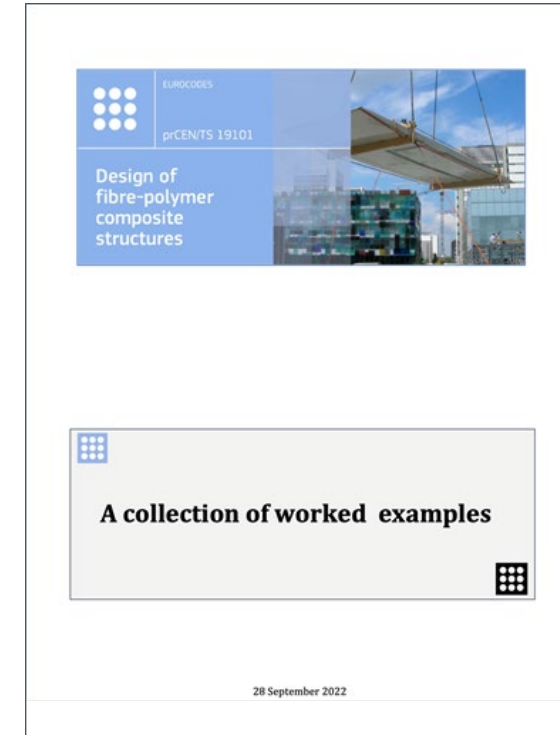 EUROCODES
prCEN/TS 19101
Design of
fibre-polymer
composite
structures
A collection of worked examples
28 September 2022